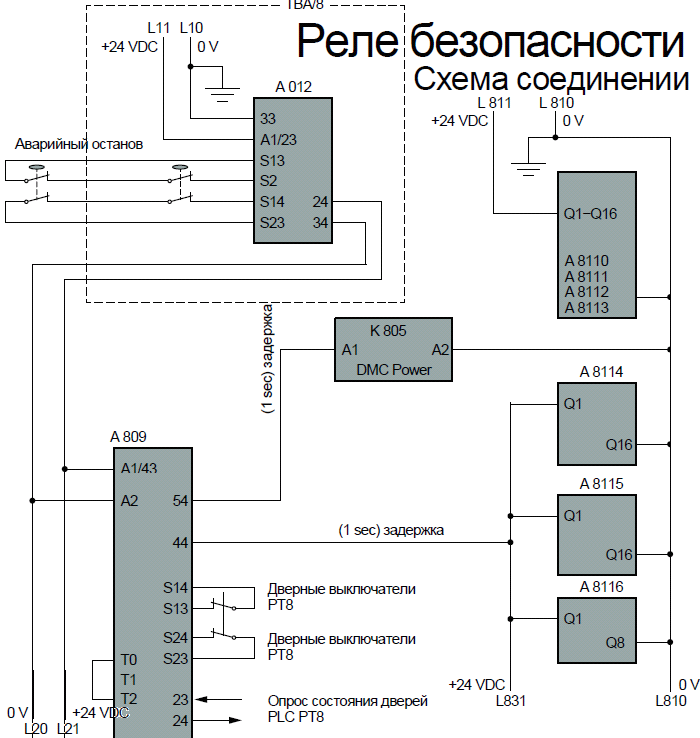 TBA/8
L11 L10
+24 VDC 0 V
Реле безопасности
Схема соединении
A 012
L 811 L 810
+24 VDC 0 V
33
A1/23
Аварийный останов
S13
S2
S14 24
S23 34
Q1–Q16
A 8110
A 8111
A 8112
A 8113
(1 sec) задержка
K 805
A1 A2
DMC Power
A 8114
Q1
Q16
A 809
A1/43
A2 54
44
(1 sec) задержка
A 8115
Q1
Q16
S14
S13
Дверные выключатели
PT8
S24
S23
Дверные выключатели
PT8
A 8116
Q1
Q8
T0
T1
T2
23
24
Опрос состояния дверей
PLC PT8
0 V +24 VDC
L20 L21
+24 VDC 0 V
L831 L810